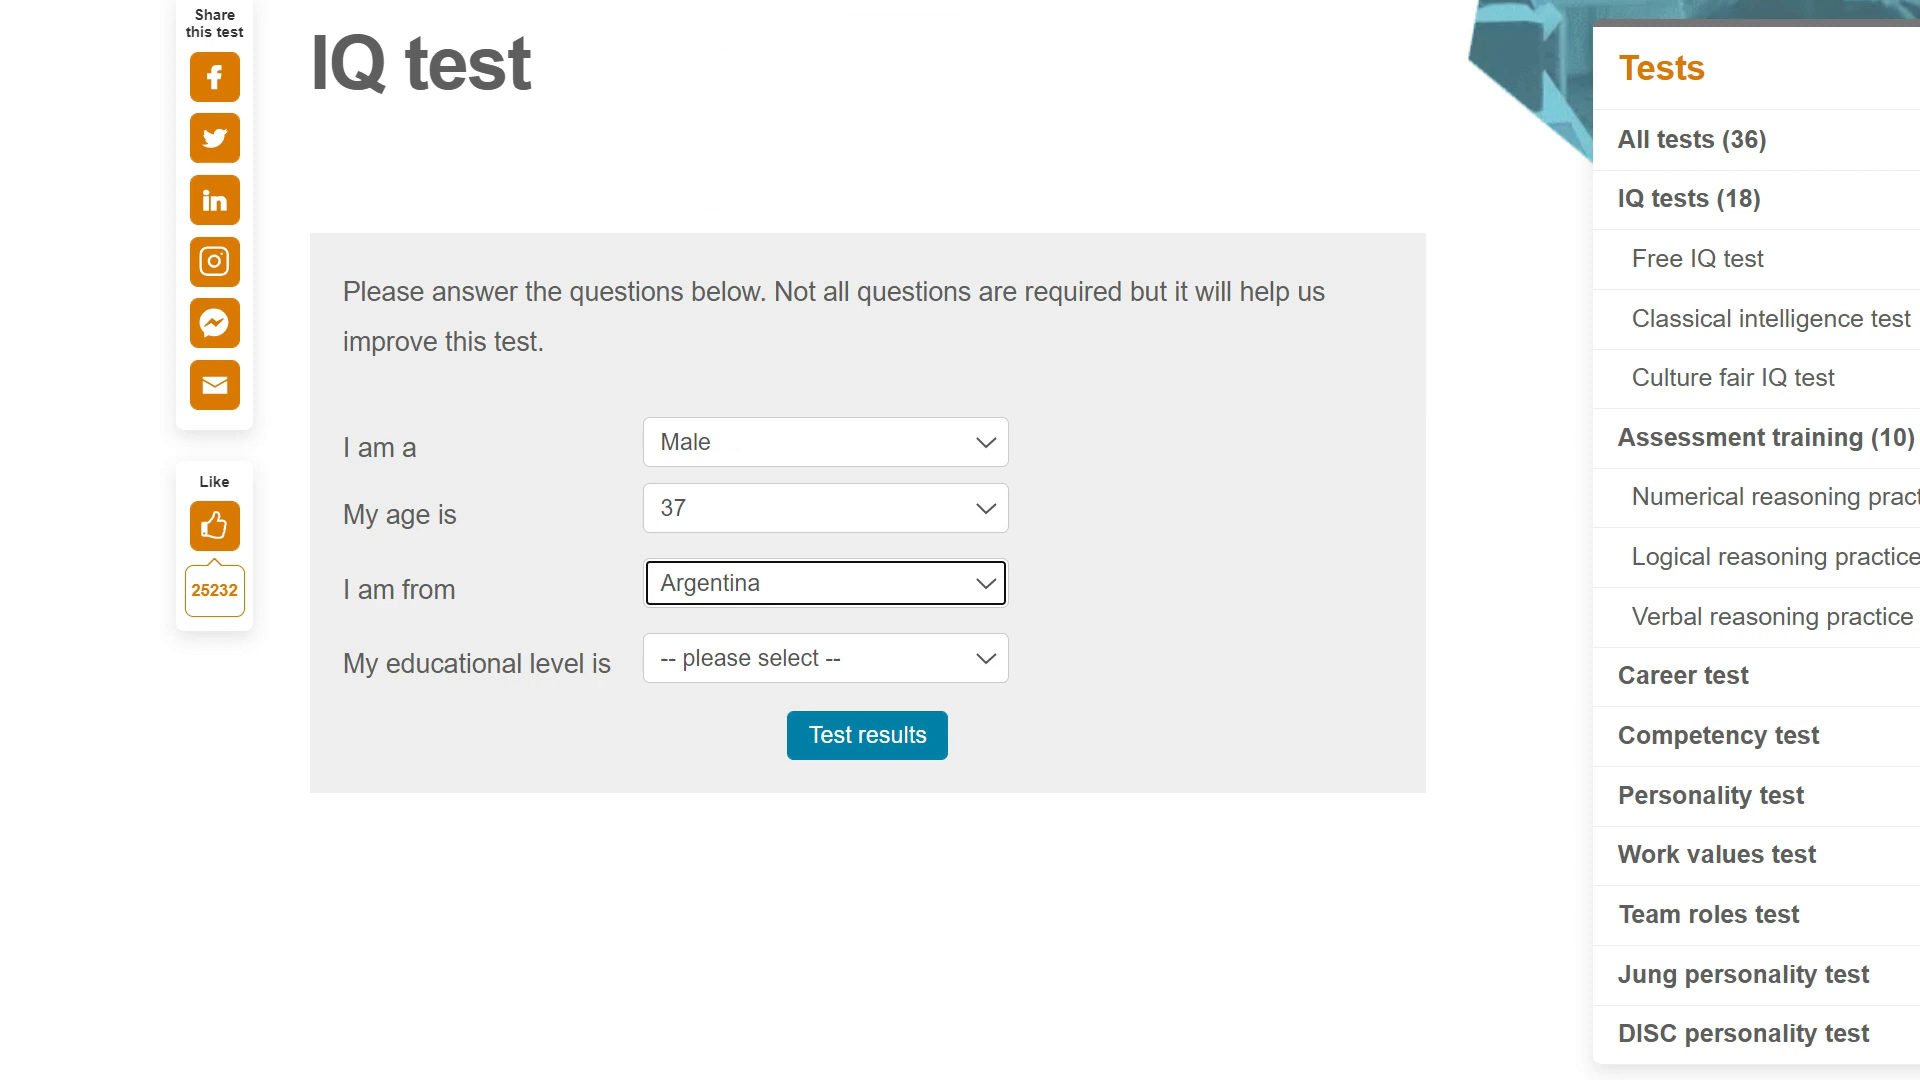 Share
this test
Like
25232
IQ test
Please answer the questions below. Not all questions are required but it will help us
improve this test.
I am a
Male
My age is
37
I am from
Argentina
My educational level is
-- please select --
Test results
Tests
All tests (36)
IQ tests (18)
Free IQ test
Classical intelligence test
Culture fair IQ test
Assessment training (10)
Numerical reasoning pract
Logical reasoning practice
Verbal reasoning practice
Career test
Competency test
Personality test
Work values test
Team roles test
Jung personality test
DISC personality test